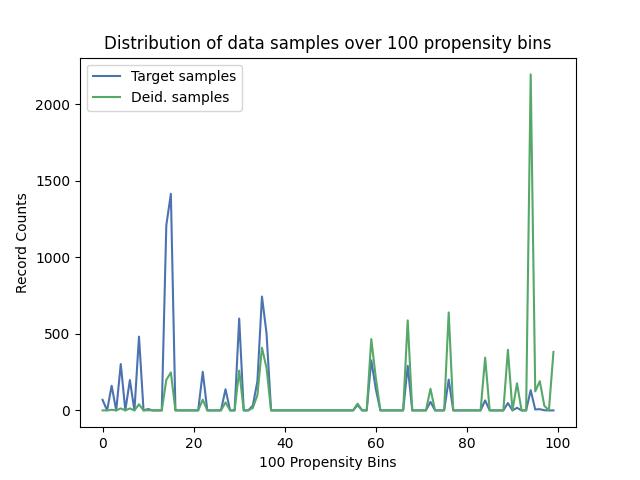 Distribution of data samples over 100 propensity bins
Target samples
Deid. samples
2000
1500
1000
500
0
Record Counts
0 20 40 60 80 100
100 Propensity Bins